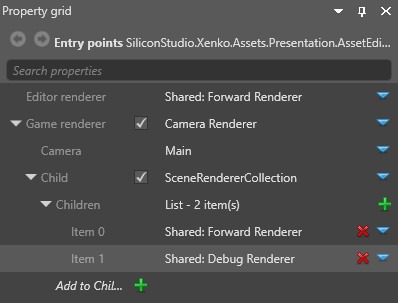 Property grid
Entry points SiliconStudio.Xenko.Assets.Presentation.AssetEdi...
Search properties
Editor renderer Shared: Forward Renderer
Game renderer Camera Renderer
Camera Main
Child SceneRendererCollection
Children List - 2 item(s)
Item 0 Shared: Forward Renderer
Item 1 Shared: Debug Renderer
Add to Chil...